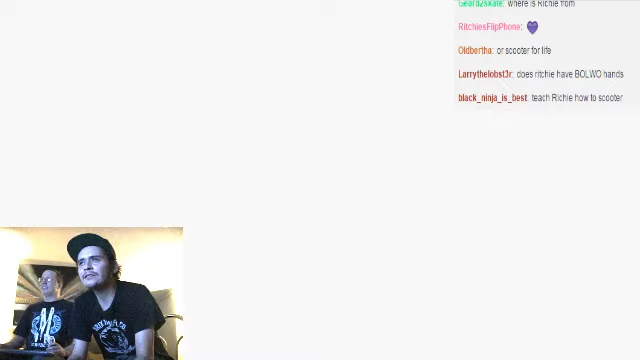 Geard2skate: where is Richie from
RitchiesFlipPhone:
Oldbertha: or scooter for life
Larrythelobst3r: does ritchie have BOLWO hands
black_ninja_is_best: teach Richie how to scooter